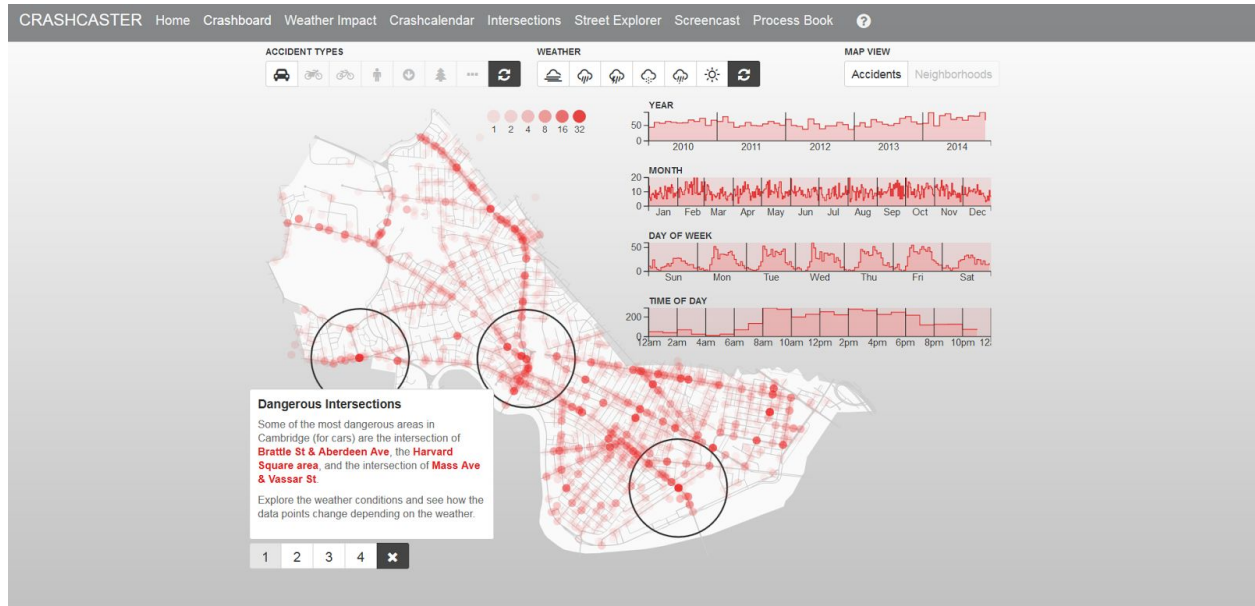 CRASHCASTER Home Crashboard Weather Impact Crashcalendar Intersections Street Explorer Screencast Process Book ?
ACCIDENT TYPES
WEATHER
MAP VIEW
Accidents Neighborhoods
1 2 4 8 16 32
YEAR
50
0
2010 2011 2012 2013 2014
MONTH
20
10
0
Jan Feb Mar Apr May Jun Jul Aug Sep Oct Nov Dec
DAY OF WEEK
50
0
Sun Mon Tue Wed Thu Fri Sat
TIME OF DAY
200
0
12am 2am 4am 6am 8am 10am 12pm 2pm 4pm 6pm 8pm 10pm 12
Dangerous Intersections
Some of the most dangerous areas in
Cambridge (for cars) are the intersection of
Brattle St & Aberdeen Ave, the Harvard
Square area, and the intersection of Mass Ave
& Vassar St.
Explore the weather conditions and see how the
data points change depending on the weather.
1 2 3 4 ✖